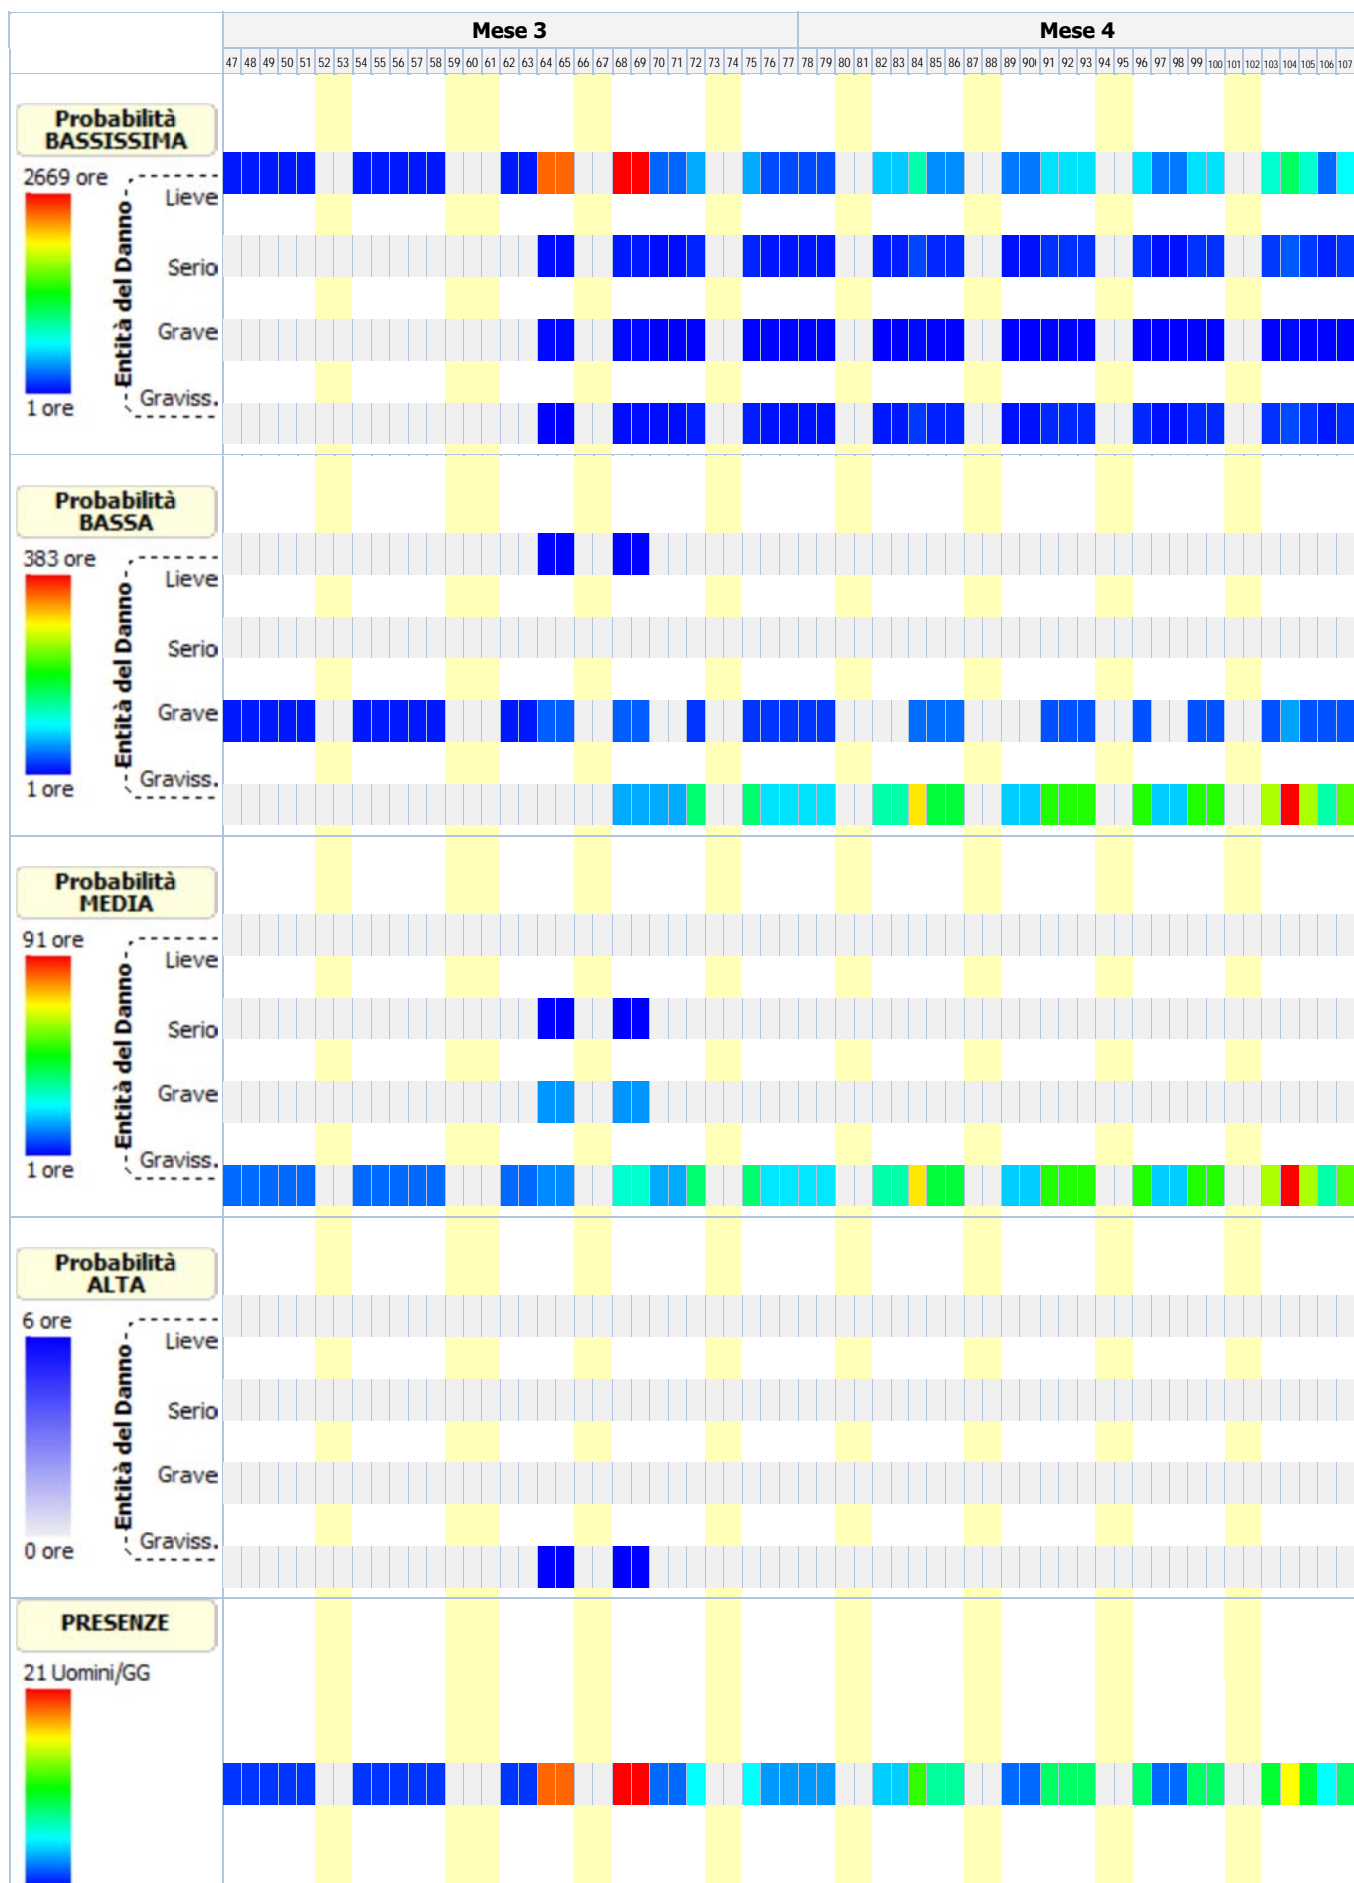 Mese 3 Mese 4
47 48 49 50 51 52 53 54 55 56 57 58 59 60 61 62 63 64 65 66 67 68 69 70 71 72 73 74 75 76 77 78 79 80 81 82 83 84 85 86 87 88 89 90 91 92 93 94 95 96 97 98 99 100 101 102 103 104 105 106 107
Probabilità
BASSISSIMA
2669 ore
Entità del Danno
Lieve
Serio
Grave
Graviss.
1 ore
Probabilità
BASSA
383 ore
Entità del Danno
Lieve
Serio
Grave
Graviss.
1 ore
Probabilità
MEDIA
91 ore
Entità del Danno
Lieve
Serio
Grave
Graviss.
1 ore
Probabilità
ALTA
6 ore
Entità del Danno
Lieve
Serio
Grave
Graviss.
0 ore
PRESENZE
21 Uomini/GG